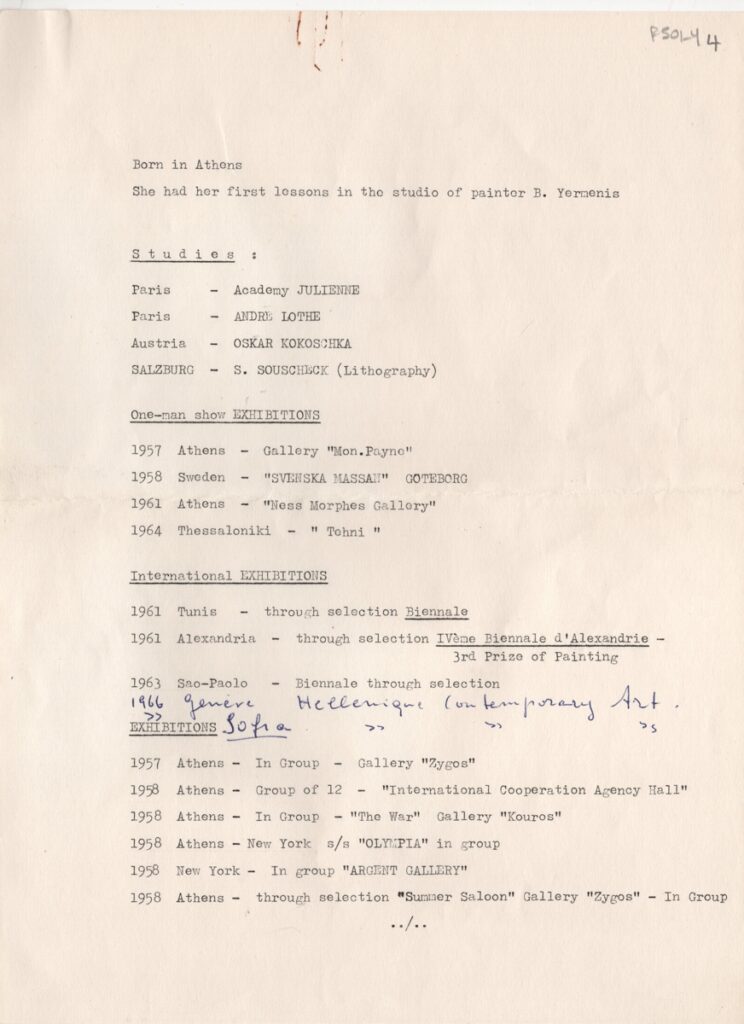 PSOLY 4
Born in Athens
She had her first lessons in the studio of painter B. Yermenis
Studies :
Paris - Academy JULIENNE
Paris - ANDRE LOTHE
Austria - OSKAR KOKOSCHKA
SALZBURG - S. SOUSCHECK (Lithography)
One-man show EXHIBITIONS
1957 Athens - Gallery "Mon.Payne"
1958 Sweden - "SVENSKA MASSAN" GOTEBORG
1961 Athens - "Ness Morphes Gallery"
1964 Thessaloniki - " Tehni "
International EXHIBITIONS
1961 Tunis - through selection Biennale
1961 Alexandria - through selection IVème Biennale d'Alexandrie -
3rd Prize of Painting
1963 Sao-Paolo - Biennale through selection
1966 Genève Hellenique Contemporary Art .
>> Sofia >> >> >>
EXHIBITIONS
1957 Athens - In Group - Gallery "Zygos"
1958 Athens - Group of 12 - "International Cooperation Agency Hall"
1958 Athens - In Group - "The War" Gallery "Kouros"
1958 Athens - New York s/s "OLYMPIA" in group
1958 New York - In group "ARGENT GALLERY"
1958 Athens - through selection "Summer Saloon" Gallery "Zygos" - In Group
../..